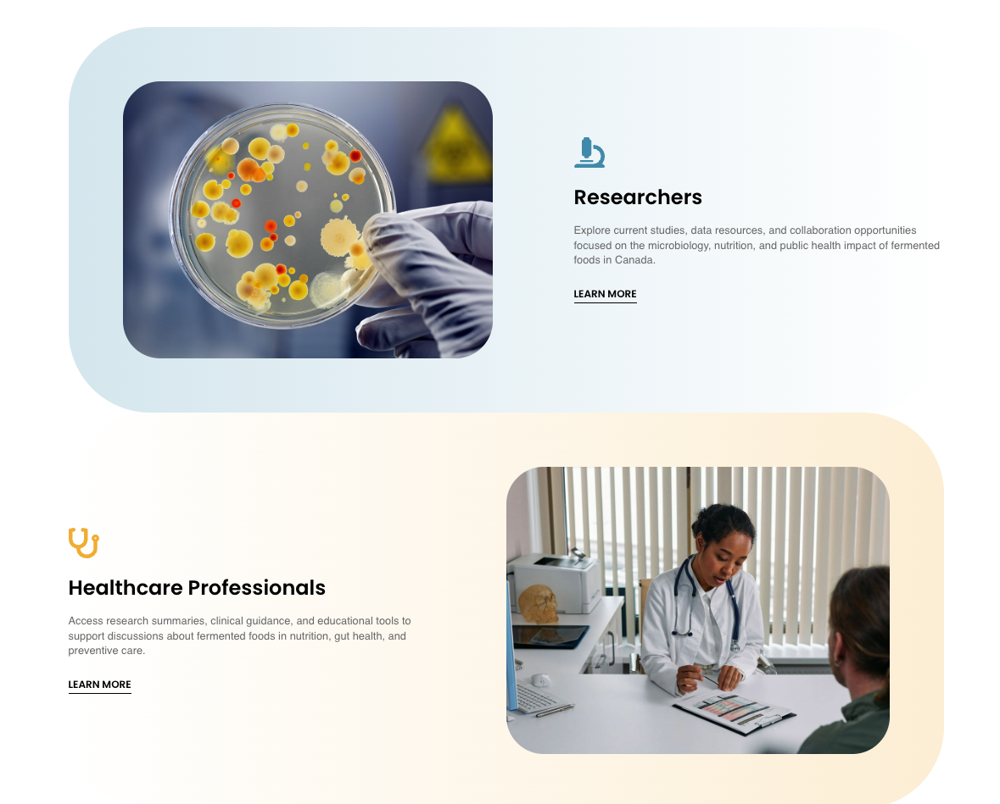 Researchers
Explore current studies, data resources, and collaboration opportunities
focused on the microbiology, nutrition, and public health impact of fermented
foods in Canada.
LEARN MORE
Healthcare Professionals
Access research summaries, clinical guidance, and educational tools to
support discussions about fermented foods in nutrition, gut health, and
preventive care.
LEARN MORE